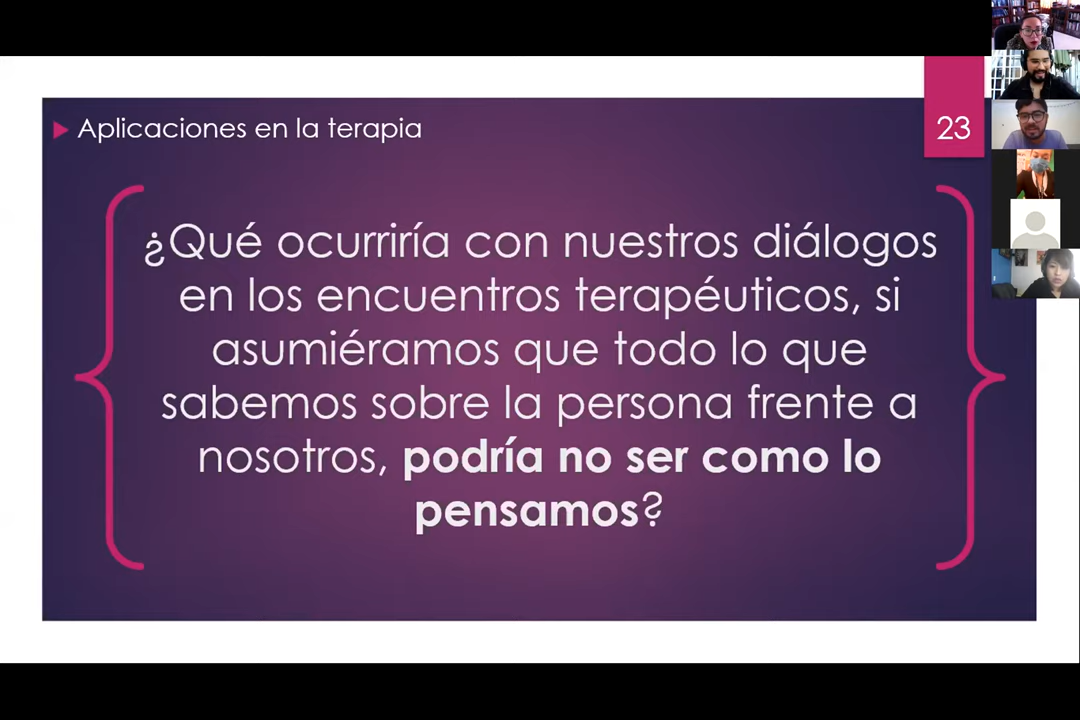 Aplicaciones en la terapia
23
¿Qué ocurriría con nuestros diálogos
en los encuentros terapéuticos, si
asumiéramos que todo lo que
sabemos sobre la persona frente a
nosotros, podría no ser como lo
pensamos?